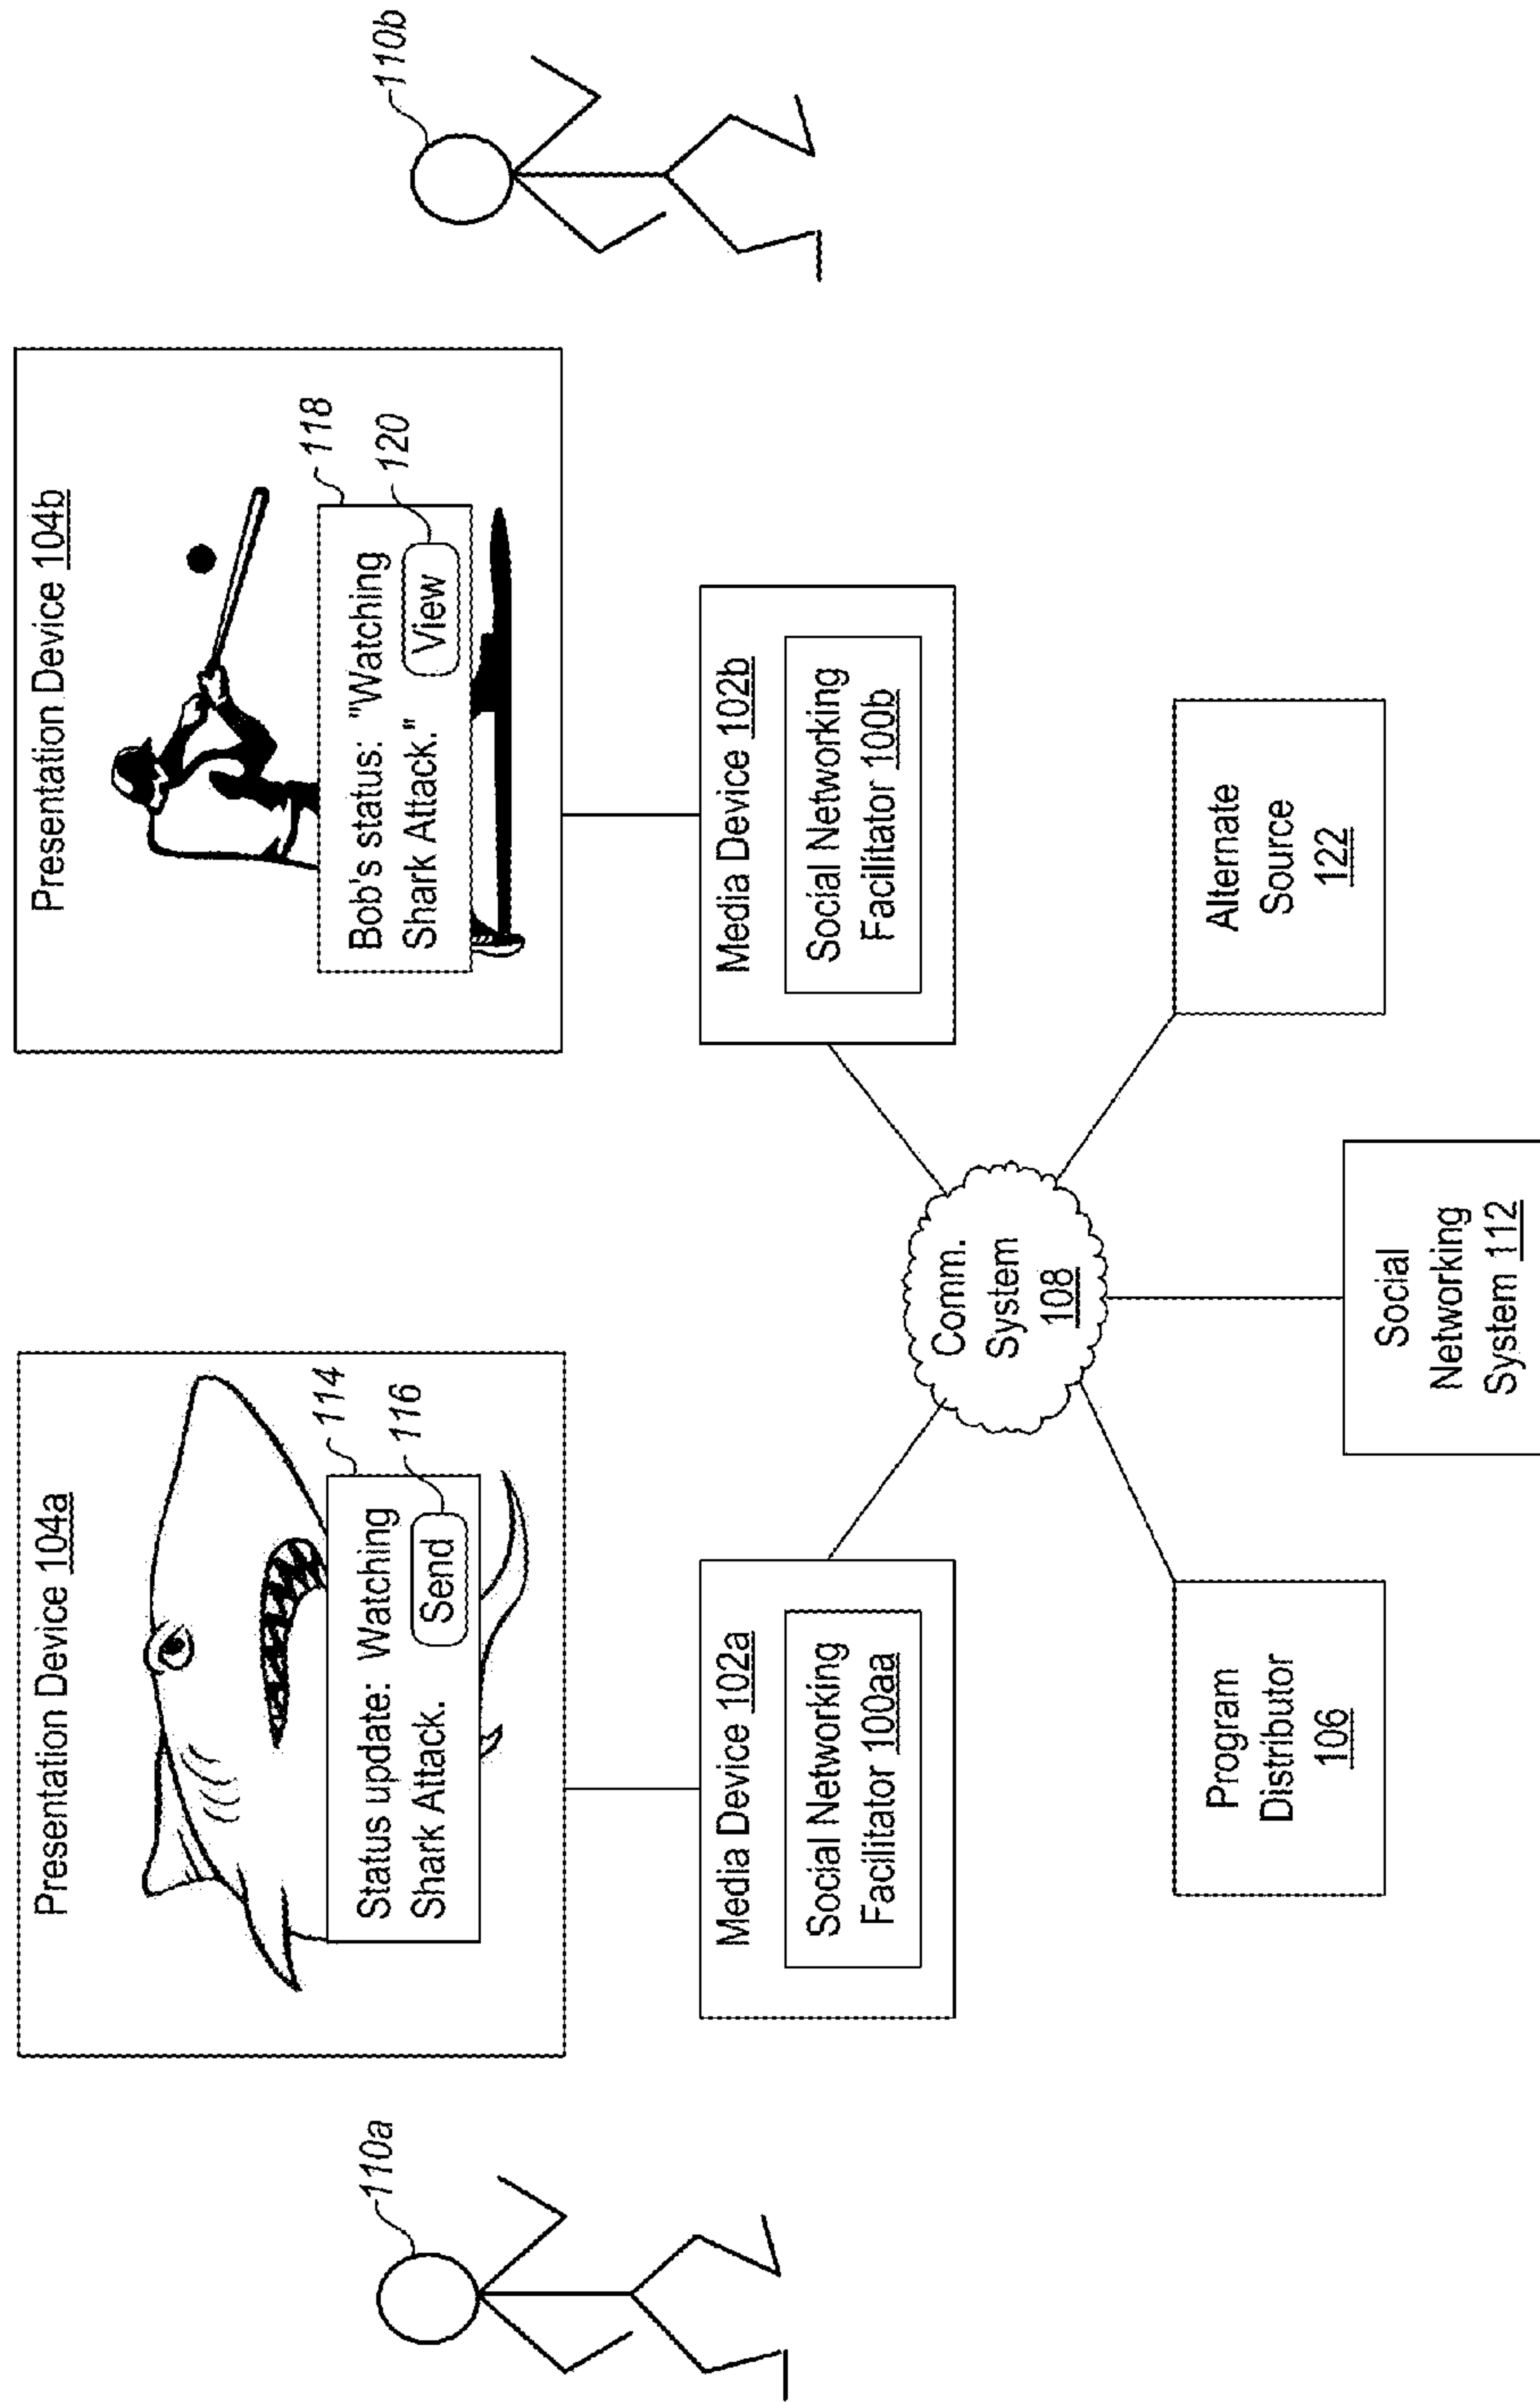 Presentation Device 104a
Status update: Watching
Shark Attack.
Send
114
116
110a
Media Device 102a
Social Networking
Facilitator 100aa
Presentation Device 104b
Bob's status: "Watching
Shark Attack."
View
118
120
110b
Media Device 102b
Social Networking
Facilitator 100b
Comm.
System
108
Program
Distributor
106
Social
Networking
System 112
Alternate
Source
122